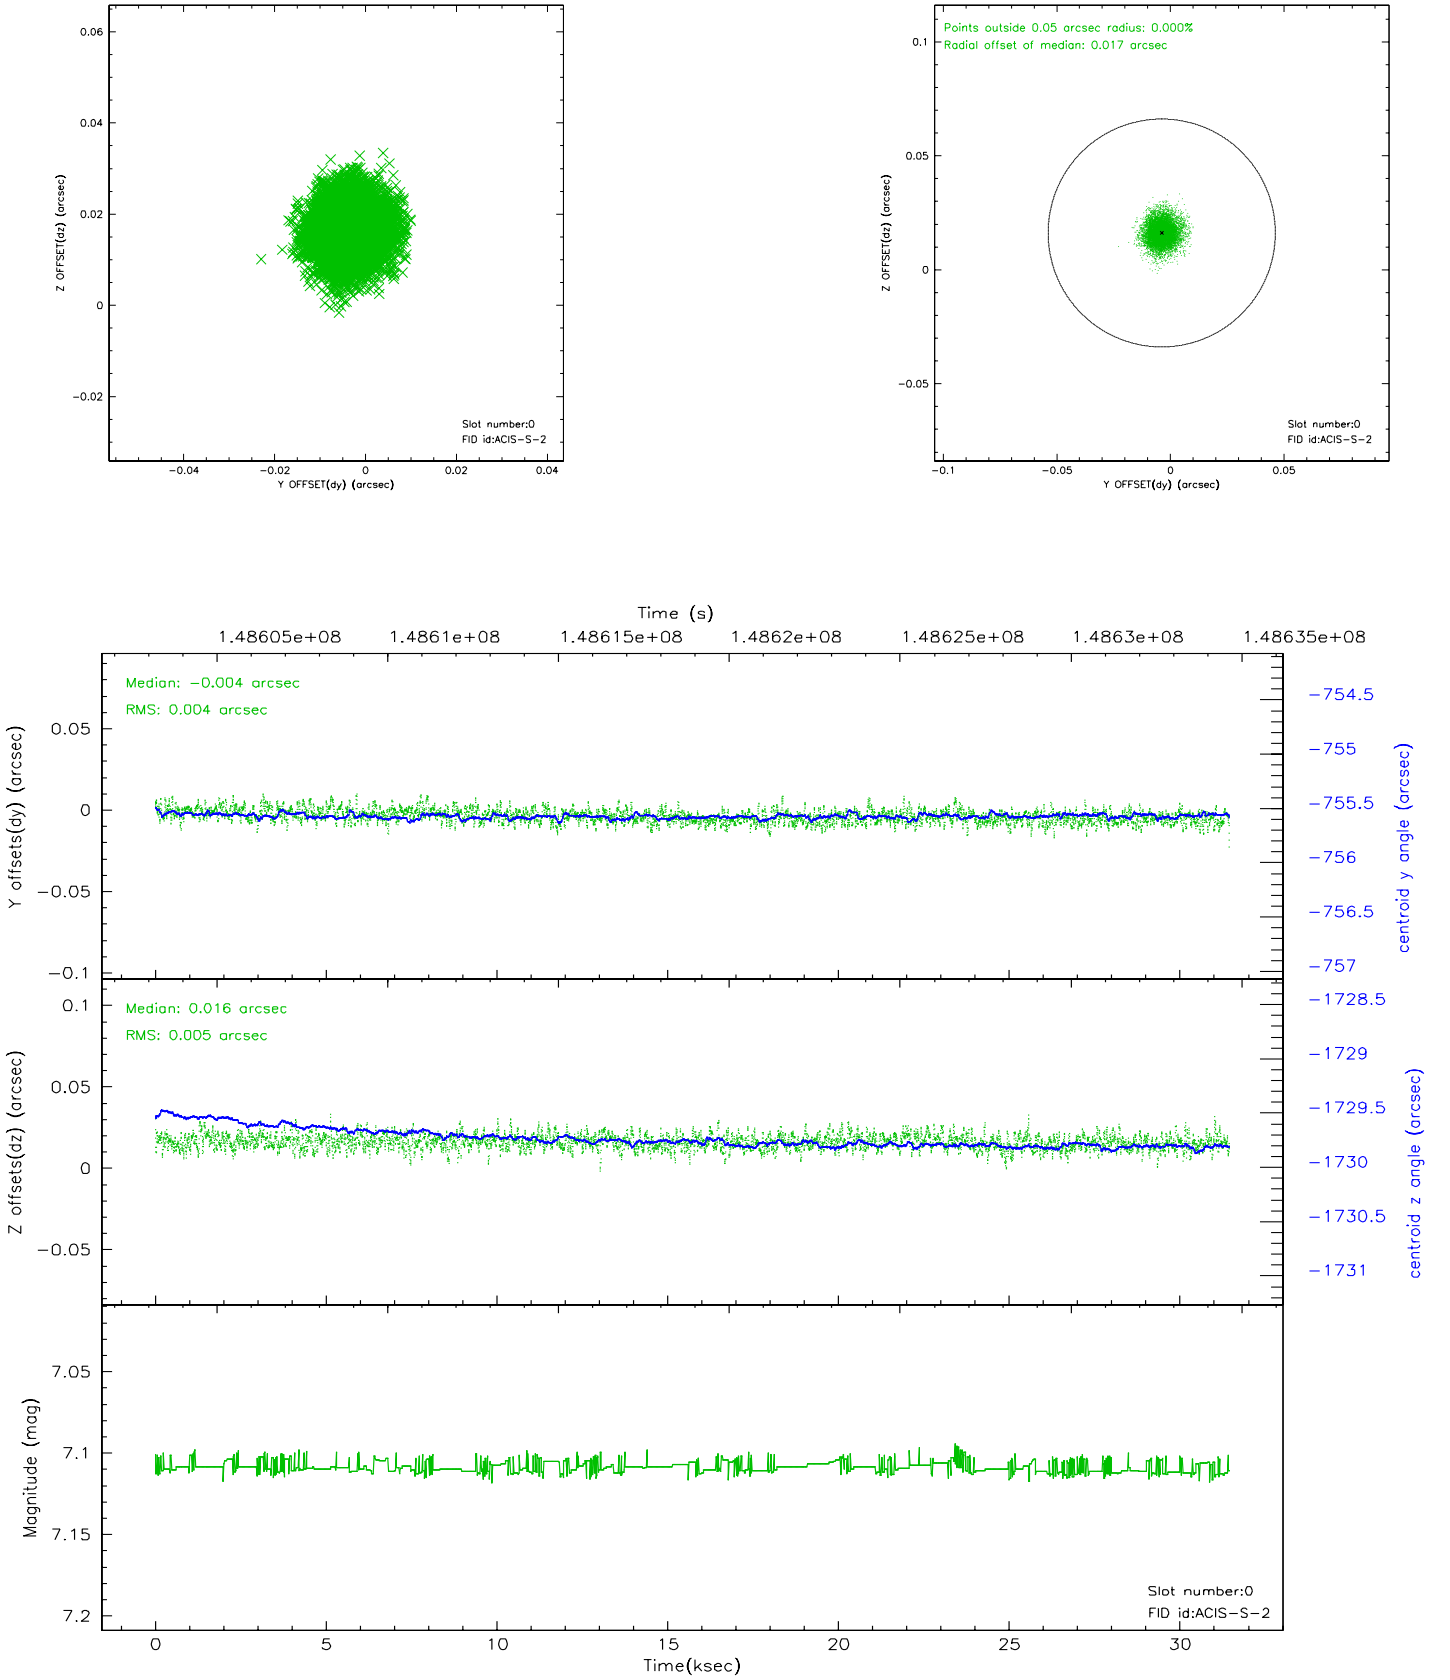 0.06
0.04
0.02
0
−0.02
Z OFFSET(dz) (arcsec)
Slot number:0
FID id:ACIS−S−2
−0.04
−0.02
0
0.02
0.04
Y OFFSET(dy) (arcsec)
Points outside 0.05 arcsec radius: 0.000%
Radial offset of median: 0.017 arcsec
0.1
0.05
0
−0.05
Z OFFSET(dz) (arcsec)
Slot number:0
FID id:ACIS−S−2
−0.1
−0.05
0
0.05
Y OFFSET(dy) (arcsec)
Time (s)
1.48605e+08
1.4861e+08
1.48615e+08
1.4862e+08
1.48625e+08
1.4863e+08
1.48635e+08
Median: −0.004 arcsec
RMS: 0.004 arcsec
0.05
0
−0.05
−0.1
Y offsets(dy) (arcsec)
−754.5
−755
−755.5
−756
−756.5
−757
centroid y angle (arcsec)
Median: 0.016 arcsec
RMS: 0.005 arcsec
0.1
0.05
0
−0.05
Z offsets(dz) (arcsec)
−1728.5
−1729
−1729.5
−1730
−1730.5
−1731
centroid z angle (arcsec)
7.05
7.1
7.15
7.2
Magnitude (mag)
Slot number:0
FID id:ACIS−S−2
0
5
10
15
20
25
30
Time(ksec)